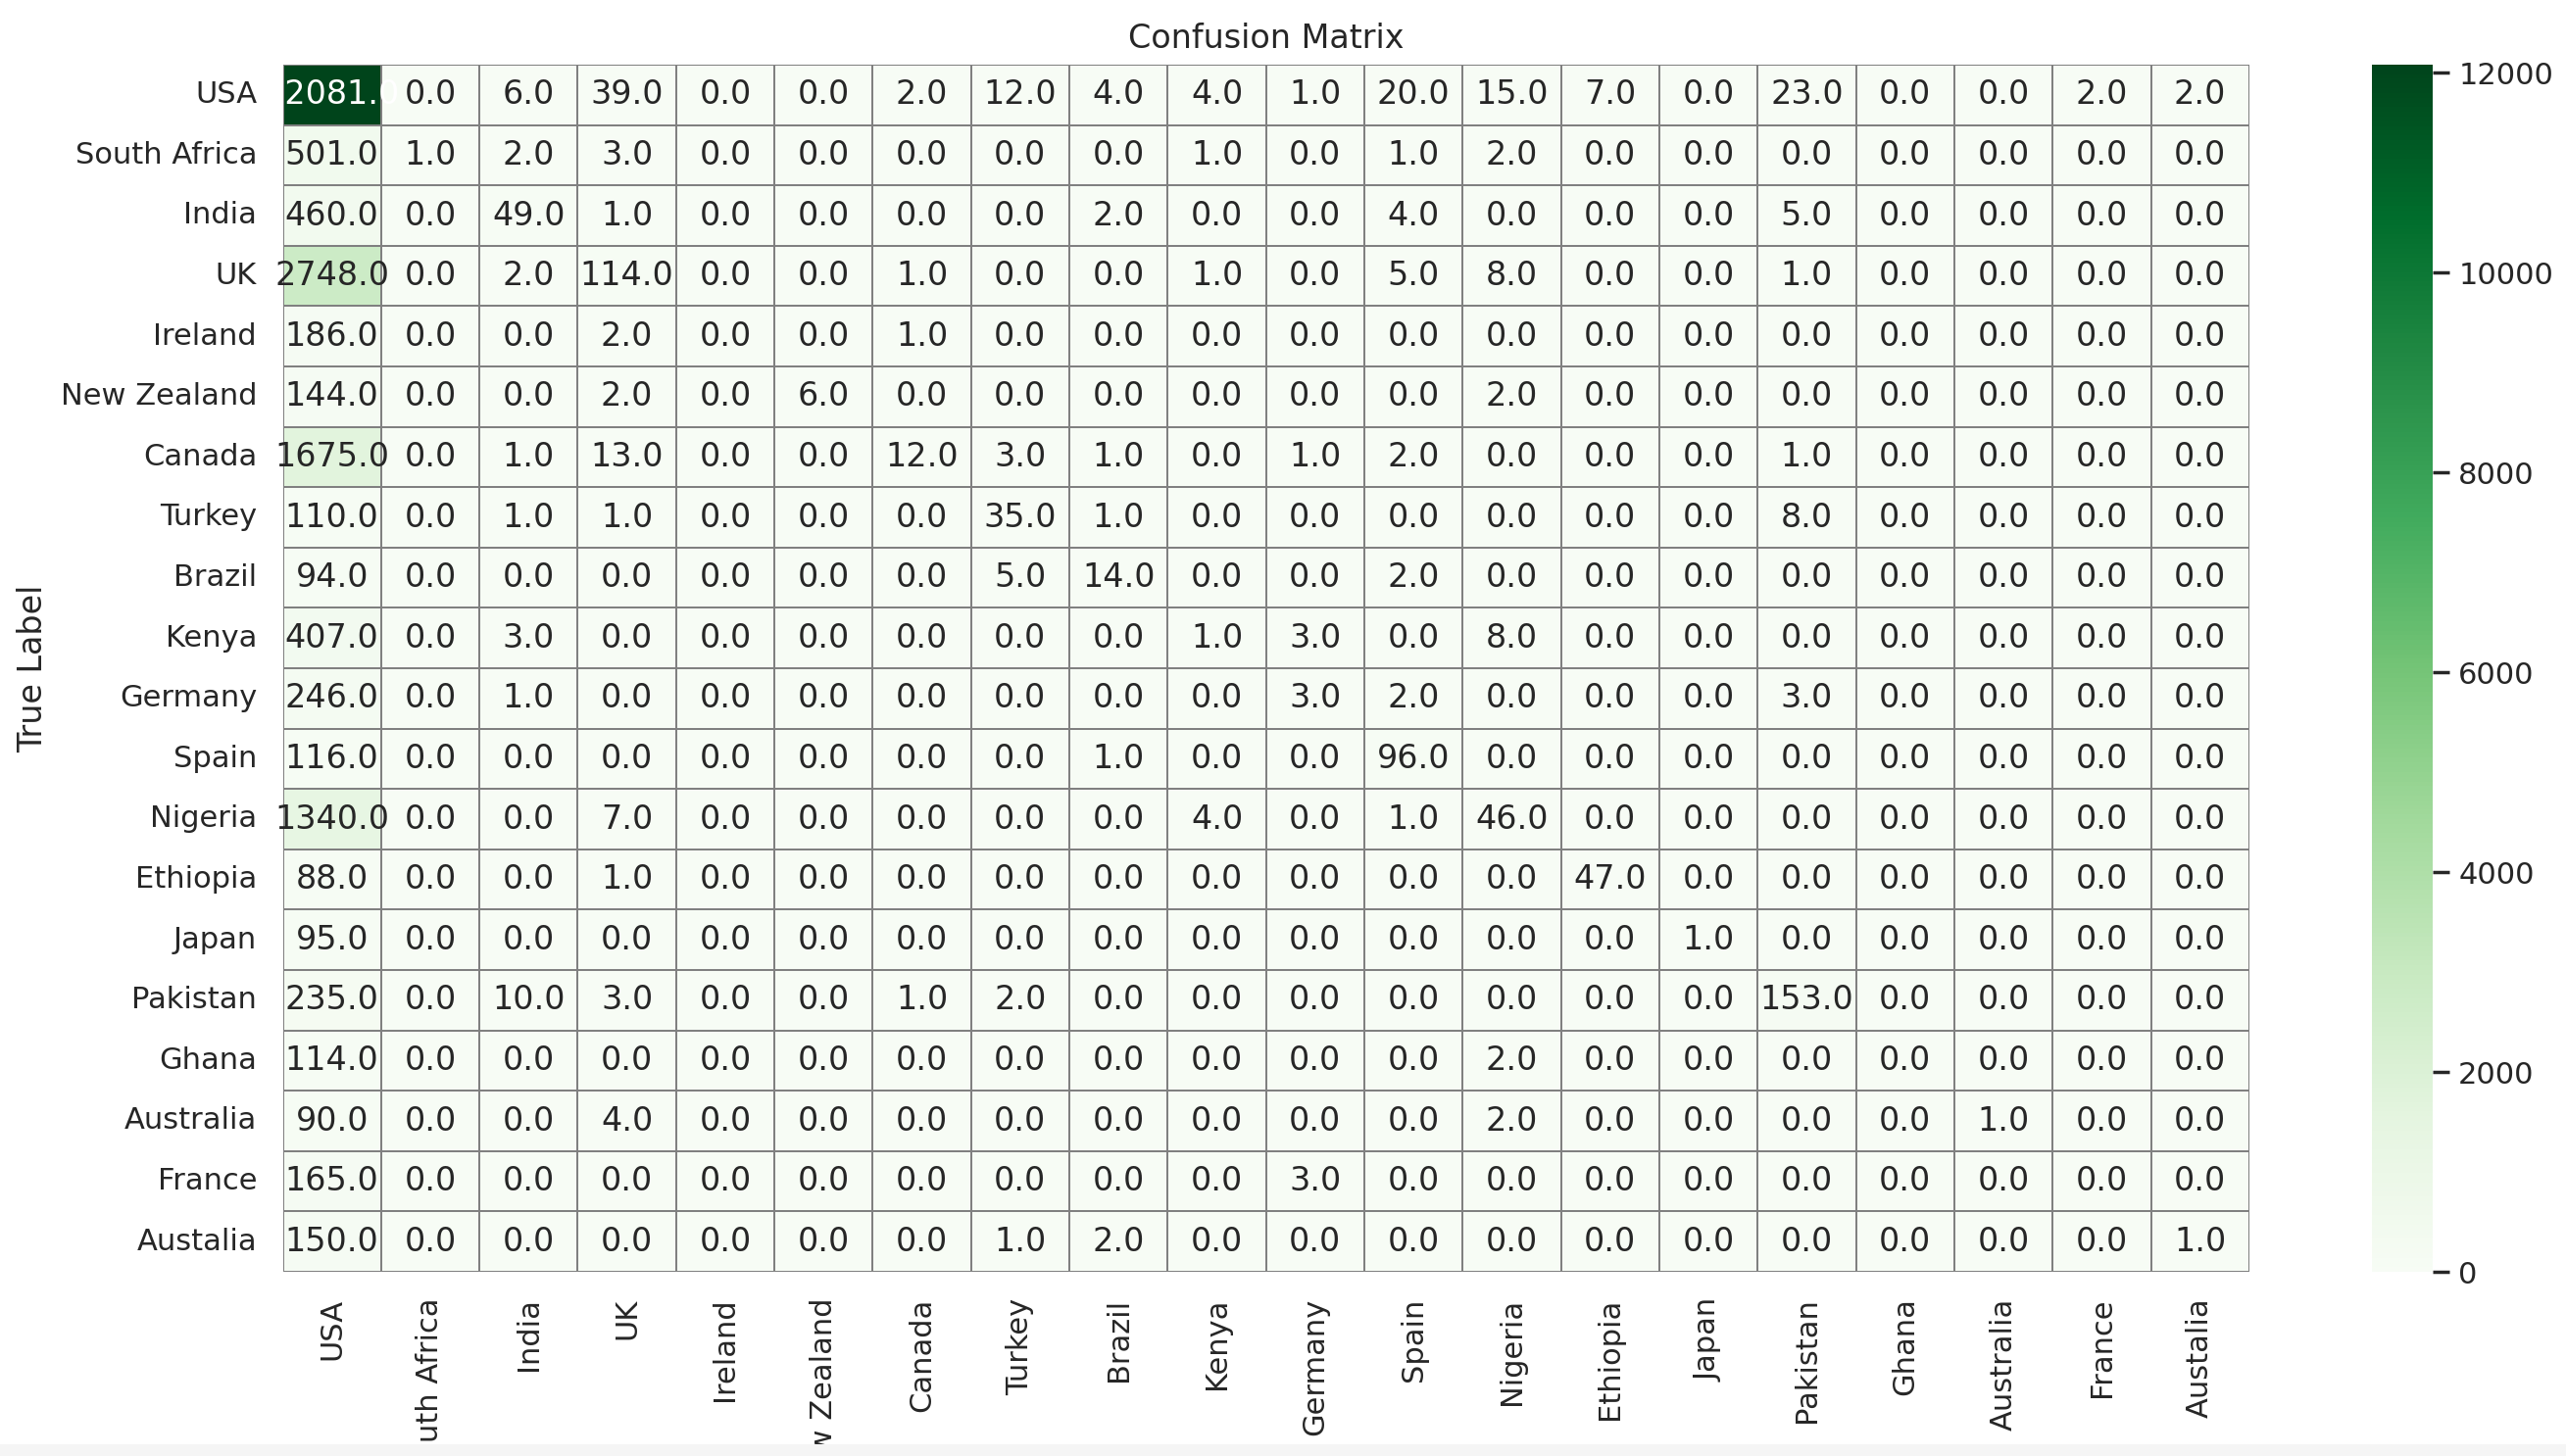 Confusion Matrix
USA 2081. 0.0 6.0 39.0 0.0 0.0 2.0 12.0 4.0 4.0 1.0 20.0 15.0 7.0 0.0 23.0 0.0 0.0 2.0 2.0
South Africa 501.0 1.0 2.0 3.0 0.0 0.0 0.0 0.0 0.0 1.0 0.0 1.0 2.0 0.0 0.0 0.0 0.0 0.0 0.0 0.0
India 460.0 0.0 49.0 1.0 0.0 0.0 0.0 0.0 2.0 0.0 0.0 4.0 0.0 0.0 0.0 5.0 0.0 0.0 0.0 0.0
UK 2748.0 0.0 2.0 114.0 0.0 0.0 1.0 0.0 0.0 1.0 0.0 5.0 8.0 0.0 0.0 1.0 0.0 0.0 0.0 0.0
Ireland 186.0 0.0 0.0 2.0 0.0 0.0 1.0 0.0 0.0 0.0 0.0 0.0 0.0 0.0 0.0 0.0 0.0 0.0 0.0 0.0
New Zealand 144.0 0.0 0.0 2.0 0.0 6.0 0.0 0.0 0.0 0.0 0.0 0.0 2.0 0.0 0.0 0.0 0.0 0.0 0.0 0.0
Canada 1675.0 0.0 1.0 13.0 0.0 0.0 12.0 3.0 1.0 0.0 1.0 2.0 0.0 0.0 0.0 1.0 0.0 0.0 0.0 0.0
Turkey 110.0 0.0 1.0 1.0 0.0 0.0 0.0 35.0 1.0 0.0 0.0 0.0 0.0 0.0 0.0 8.0 0.0 0.0 0.0 0.0
Brazil 94.0 0.0 0.0 0.0 0.0 0.0 0.0 5.0 14.0 0.0 0.0 2.0 0.0 0.0 0.0 0.0 0.0 0.0 0.0 0.0
Kenya 407.0 0.0 3.0 0.0 0.0 0.0 0.0 0.0 0.0 1.0 3.0 0.0 8.0 0.0 0.0 0.0 0.0 0.0 0.0 0.0
Germany 246.0 0.0 1.0 0.0 0.0 0.0 0.0 0.0 0.0 0.0 3.0 2.0 0.0 0.0 0.0 3.0 0.0 0.0 0.0 0.0
Spain 116.0 0.0 0.0 0.0 0.0 0.0 0.0 0.0 1.0 0.0 0.0 96.0 0.0 0.0 0.0 0.0 0.0 0.0 0.0 0.0
Nigeria 1340.0 0.0 0.0 7.0 0.0 0.0 0.0 0.0 0.0 4.0 0.0 1.0 46.0 0.0 0.0 0.0 0.0 0.0 0.0 0.0
Ethiopia 88.0 0.0 0.0 1.0 0.0 0.0 0.0 0.0 0.0 0.0 0.0 0.0 0.0 47.0 0.0 0.0 0.0 0.0 0.0 0.0
Japan 95.0 0.0 0.0 0.0 0.0 0.0 0.0 0.0 0.0 0.0 0.0 0.0 0.0 0.0 1.0 0.0 0.0 0.0 0.0 0.0
Pakistan 235.0 0.0 10.0 3.0 0.0 0.0 1.0 2.0 0.0 0.0 0.0 0.0 0.0 0.0 0.0 153.0 0.0 0.0 0.0 0.0
Ghana 114.0 0.0 0.0 0.0 0.0 0.0 0.0 0.0 0.0 0.0 0.0 0.0 2.0 0.0 0.0 0.0 0.0 0.0 0.0 0.0
Australia 90.0 0.0 0.0 4.0 0.0 0.0 0.0 0.0 0.0 0.0 0.0 0.0 2.0 0.0 0.0 0.0 0.0 1.0 0.0 0.0
France 165.0 0.0 0.0 0.0 0.0 0.0 0.0 0.0 0.0 0.0 3.0 0.0 0.0 0.0 0.0 0.0 0.0 0.0 0.0 0.0
Austalia 150.0 0.0 0.0 0.0 0.0 0.0 0.0 1.0 2.0 0.0 0.0 0.0 0.0 0.0 0.0 0.0 0.0 0.0 0.0 1.0
True Label
USA
uth Africa
India
UK
Ireland
w Zealand
Canada
Turkey
Brazil
Kenya
Germany
Spain
Nigeria
Ethiopia
Japan
Pakistan
Ghana
Australia
France
Austalia
12000
10000
8000
6000
4000
2000
0